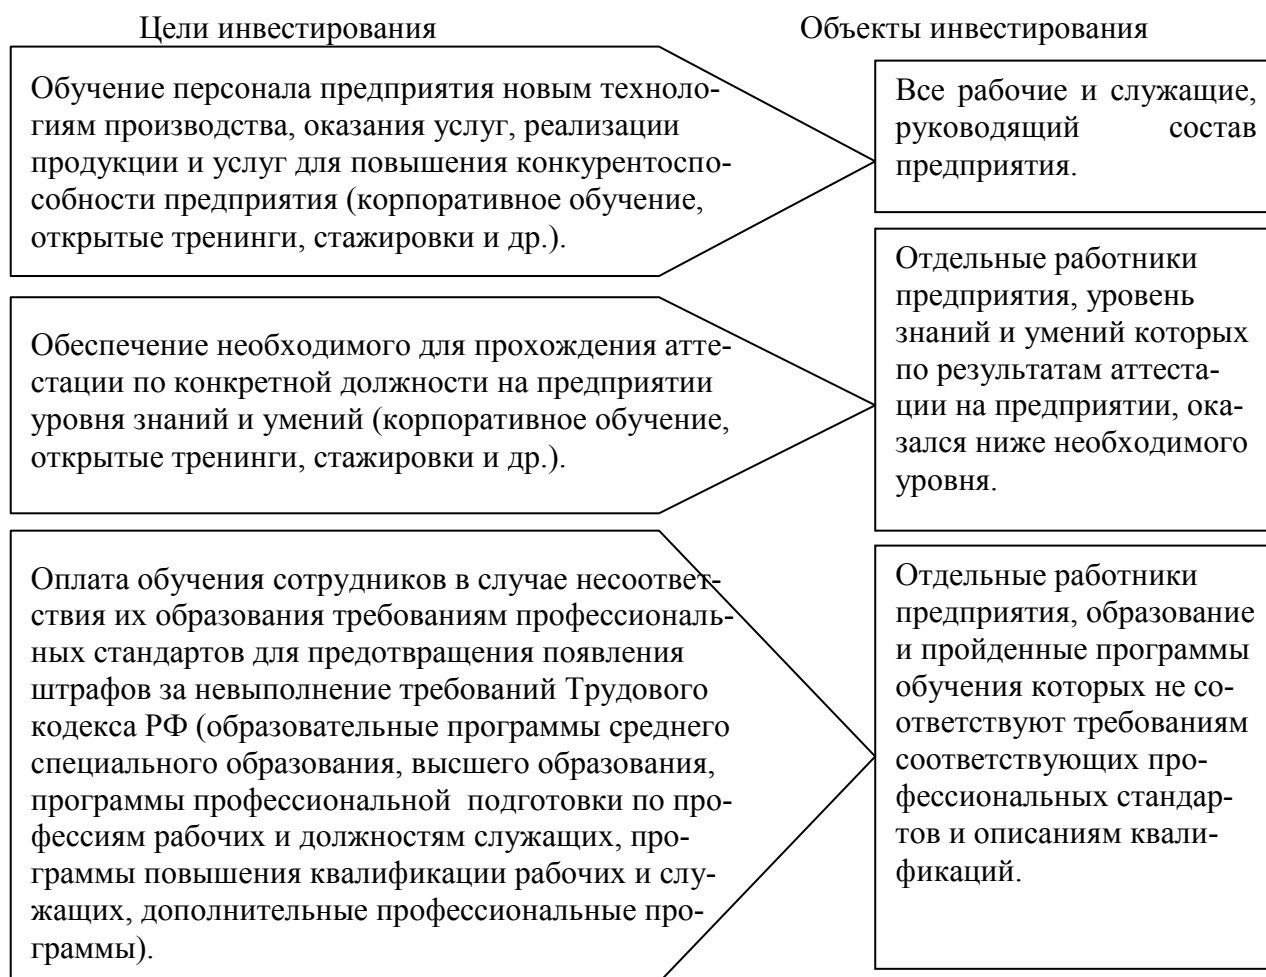 Цели инвестирования
Объекты инвестирования
Обучение персонала предприятия новым техноло-
гиям производства, оказания услуг, реализации
продукции и услуг для повышения конкурентоспо-
собности предприятия (корпоративное обучение,
открытые тренинги, стажировки и др.).
Все рабочие и служащие,
руководящий состав
предприятия.
Обеспечение необходимого для прохождения атте-
стации по конкретной должности на предприятии
уровня знаний и умений (корпоративное обучение,
открытые тренинги, стажировки и др.).
Отдельные работники
предприятия, уровень
знаний и умений которых
по результатам аттеста-
ции на предприятии, ока-
зался ниже необходимого
уровня.
Оплата обучения сотрудников в случае несоответ-
ствия их образования требованиям профессиональ-
ных стандартов для предотвращения появления
штрафов за невыполнение требований Трудового
кодекса РФ (образовательные программы среднего
специального образования, высшего образования,
программы профессиональной подготовки по про-
фессиям рабочих и должностям служащих, про-
граммы повышения квалификации рабочих и слу-
жащих, дополнительные профессиональные про-
граммы).
Отдельные работники
предприятия, образование
и пройденные программы
обучения которых не со-
ответствуют требованиям
соответствующих про-
фессиональных стандар-
тов и описаниям квали-
фикаций.